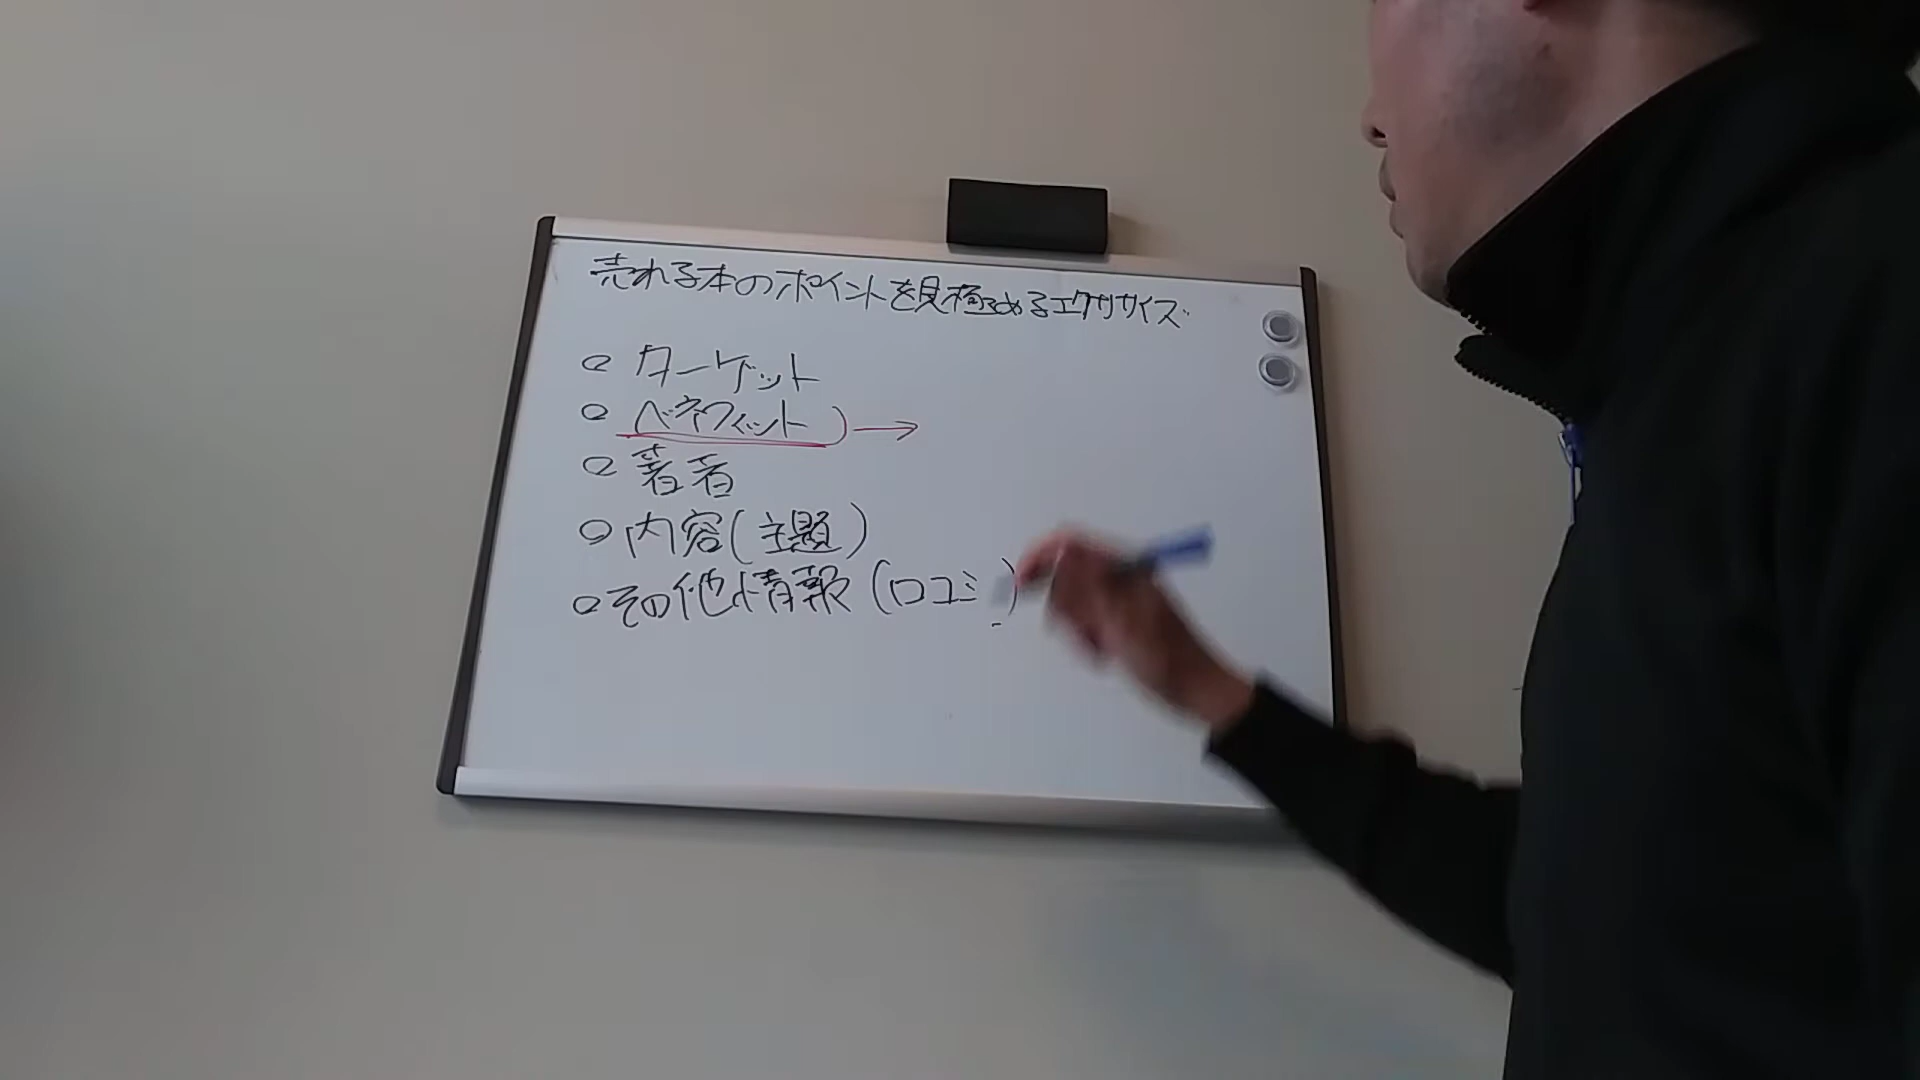 売れる本のポイントを見極めるエクササイズ
○ ターゲット
○ ベネフィット) →
○ 著者
○ 内容(主題)
○ その他情報(口コミ)